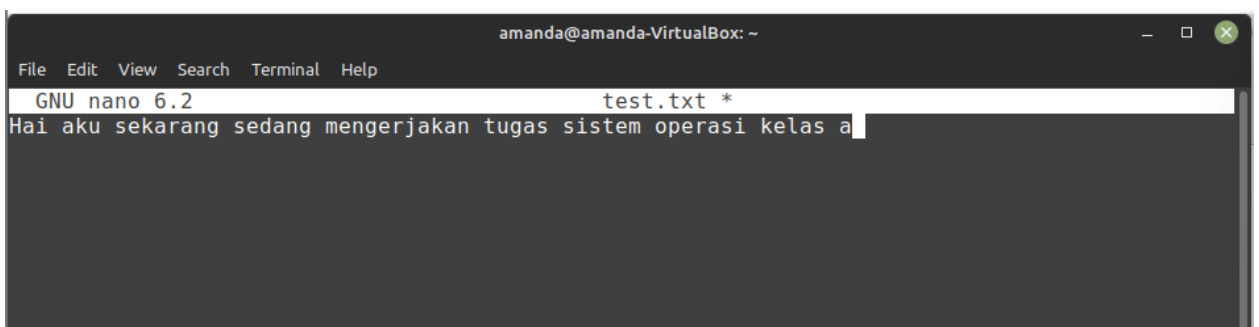 amanda@amanda-VirtualBox: ~
File Edit View Search Terminal Help
GNU nano 6.2 test.txt *
Hai aku sekarang sedang mengerjakan tugas sistem operasi kelas a